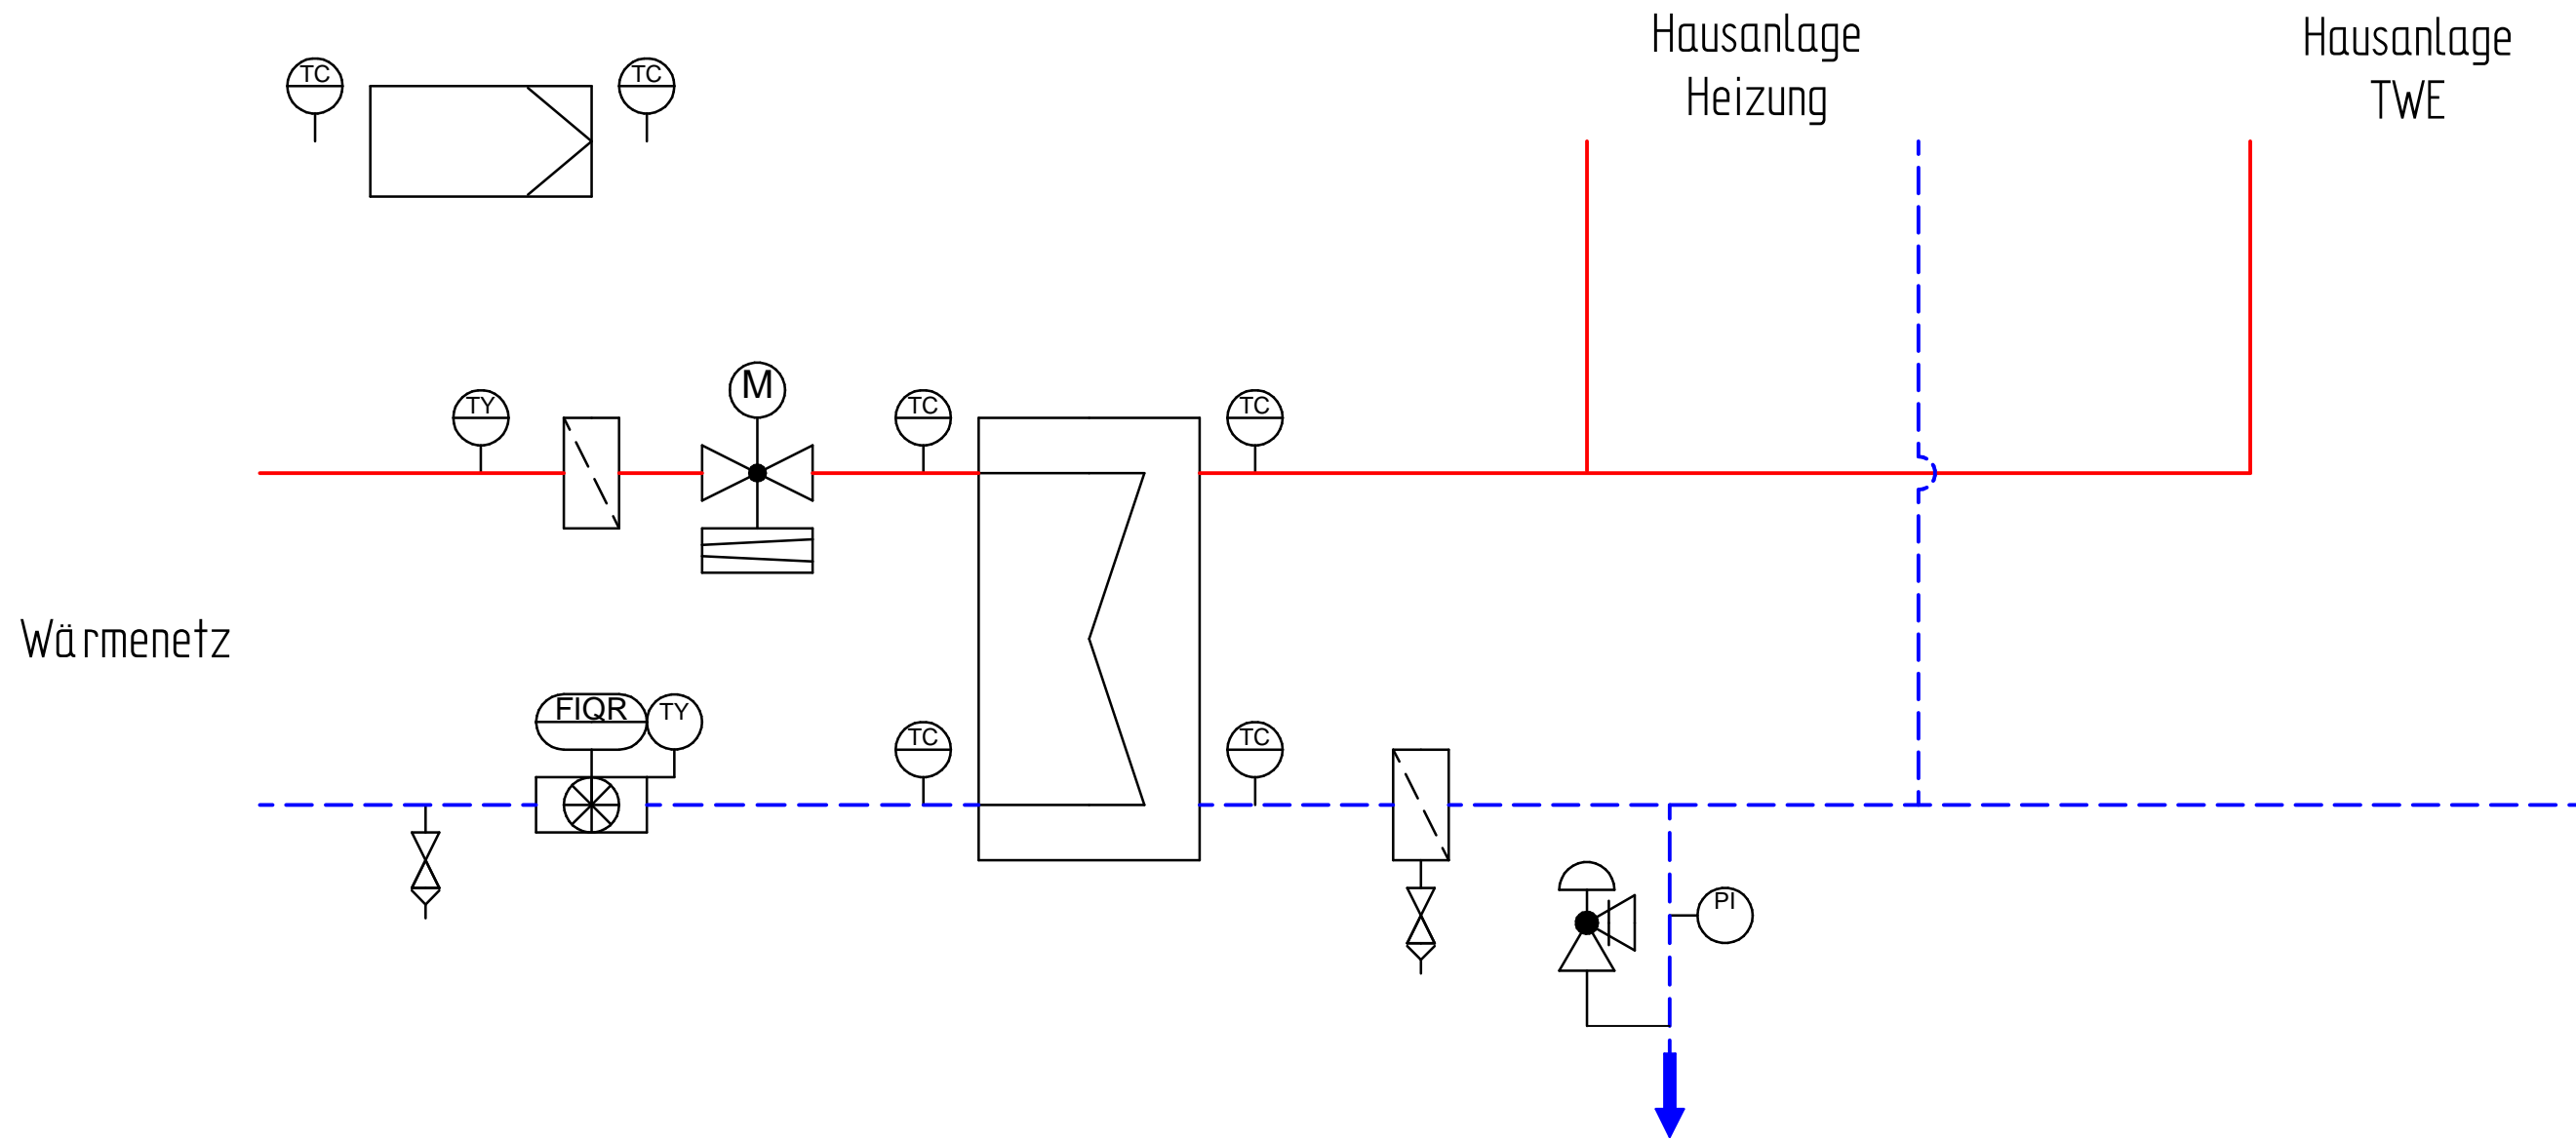 Hausanlage
Heizung
Hausanlage
TWE
TC
TC
TY
M
TC
TC
Wärmenetz
FIQR
TY
TC
TC
PI